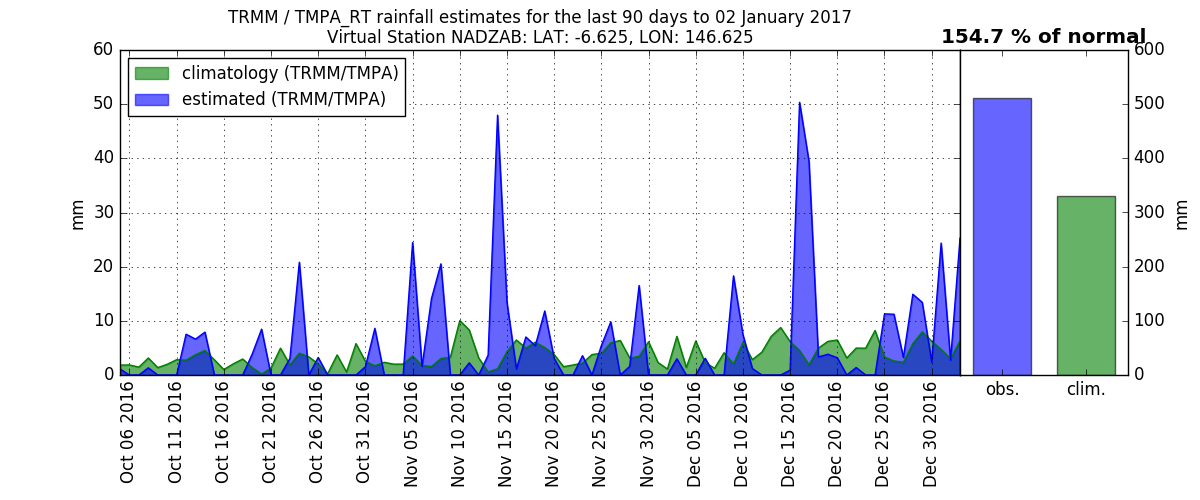 TRMM / TMPA_RT rainfall estimates for the last 90 days to 02 January 2017
Virtual Station NADZAB: LAT: -6.625, LON: 146.625
154.7 % of normal
climatology (TRMM/TMPA)
estimated (TRMM/TMPA)
60
50
40
30
20
10
0
mm
600
500
400
300
200
100
0
mm
Oct 06 2016
Oct 11 2016
Oct 16 2016
Oct 21 2016
Oct 26 2016
Oct 31 2016
Nov 05 2016
Nov 10 2016
Nov 15 2016
Nov 20 2016
Nov 25 2016
Nov 30 2016
Dec 05 2016
Dec 10 2016
Dec 15 2016
Dec 20 2016
Dec 25 2016
Dec 30 2016
obs.
clim.